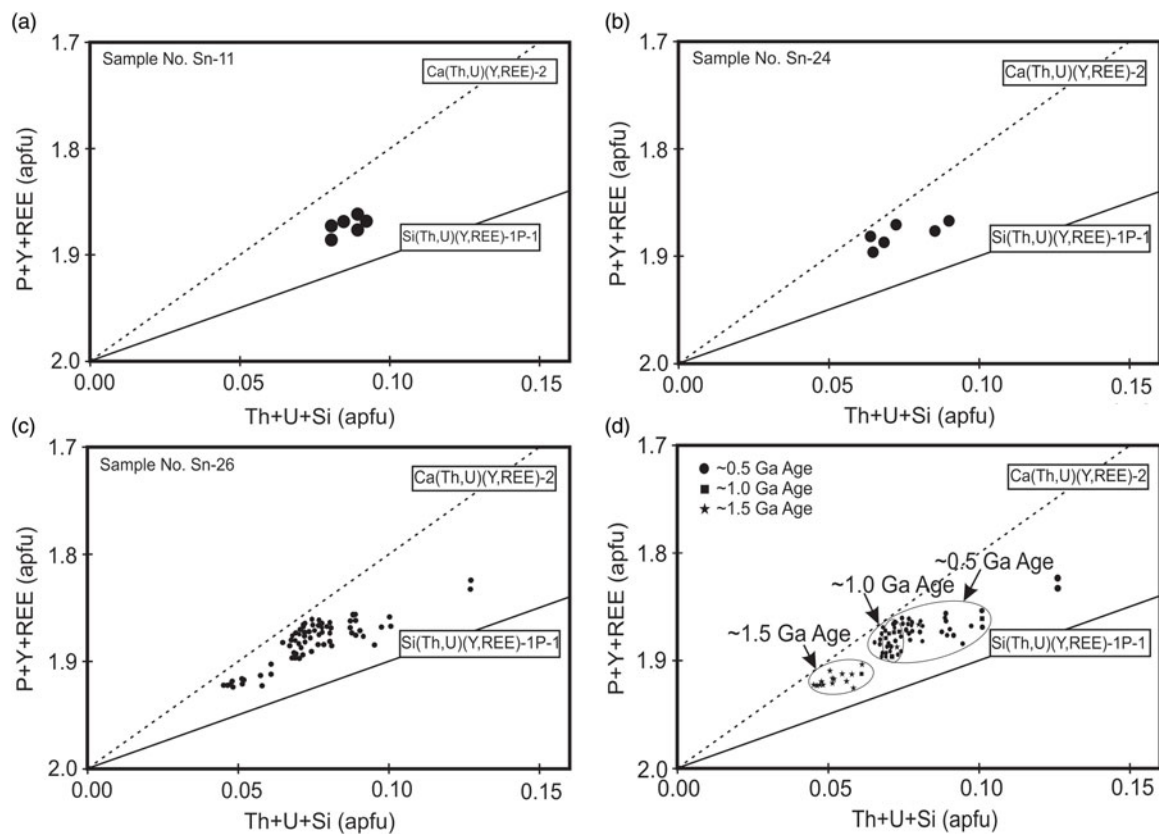 (a)
1.7
Sample No. Sn-11
Ca(Th,U)(Y,REE)-2
1.8
P+Y+REE (apfu)
Si(Th,U)(Y,REE)-1P-1
1.9
2.0
0.00 0.05 0.10 0.15
Th+U+Si (apfu)
(b)
1.7
Sample No. Sn-24
Ca(Th,U)(Y,REE)-2
1.8
P+Y+REE (apfu)
Si(Th,U)(Y,REE)-1P-1
1.9
2.0
0.00 0.05 0.10 0.15
Th+U+Si (apfu)
(c)
1.7
Sample No. Sn-26
Ca(Th,U)(Y,REE)-2
1.8
P+Y+REE (apfu)
Si(Th,U)(Y,REE)-1P-1
1.9
2.0
0.00 0.05 0.10 0.15
Th+U+Si (apfu)
(d)
1.7
~0.5 Ga Age
~1.0 Ga Age
~1.5 Ga Age
Ca(Th,U)(Y,REE)-2
1.8
P+Y+REE (apfu)
~0.5 Ga Age
~1.0 Ga Age
~1.5 Ga Age
Si(Th,U)(Y,REE)-1P-1
1.9
2.0
0.00 0.05 0.10 0.15
Th+U+Si (apfu)